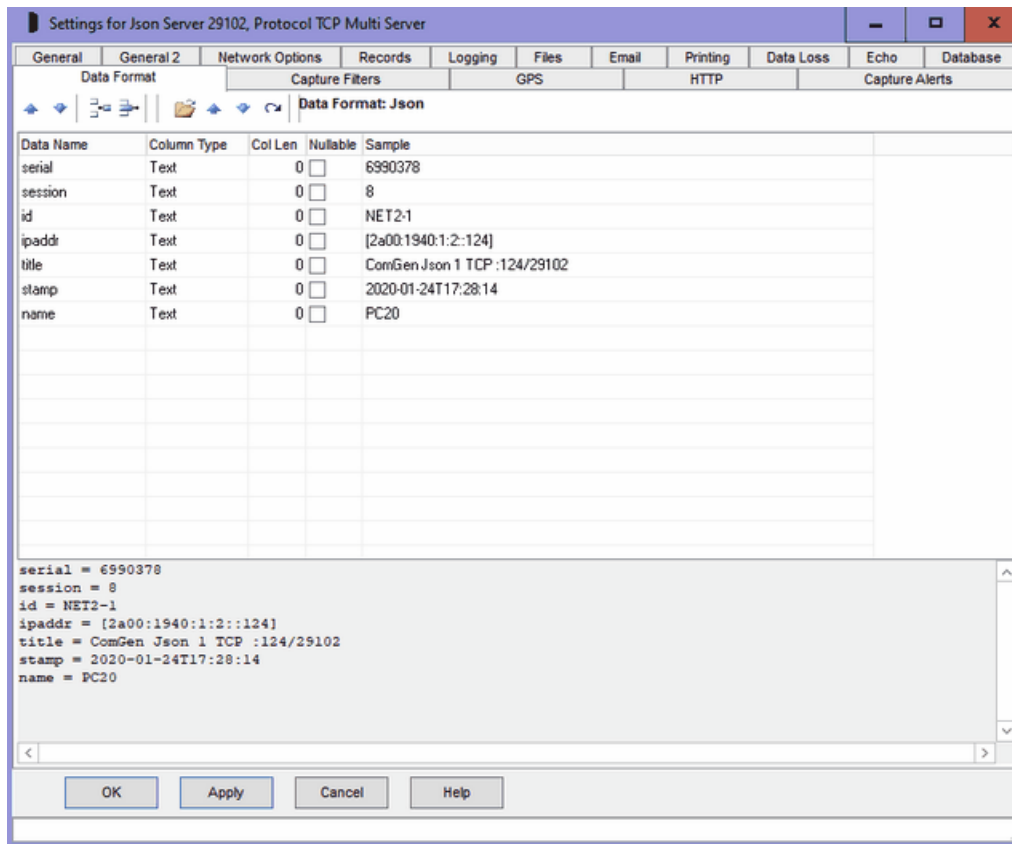 Settings for Json Server 29102, Protocol TCP Multi Server
General General 2 Network Options Records Logging Files Email Printing Data Loss Echo Database
Data Format Capture Filters GPS HTTP Capture Alerts
Data Format: Json
Data Name Column Type Col Len Nullable Sample
serial Text 0 6990378
session Text 0 8
id Text 0 NET2-1
ipaddr Text 0 [2a00:1940:1:2::124]
title Text 0 ComGen Json 1 TCP :124/29102
stamp Text 0 2020-01-24T17:28:14
name Text 0 PC20
serial = 6990378
session = 8
id = NET2-1
ipaddr = [2a00:1940:1:2::124]
title = ComGen Json 1 TCP :124/29102
stamp = 2020-01-24T17:28:14
name = PC20
OK Apply Cancel Help